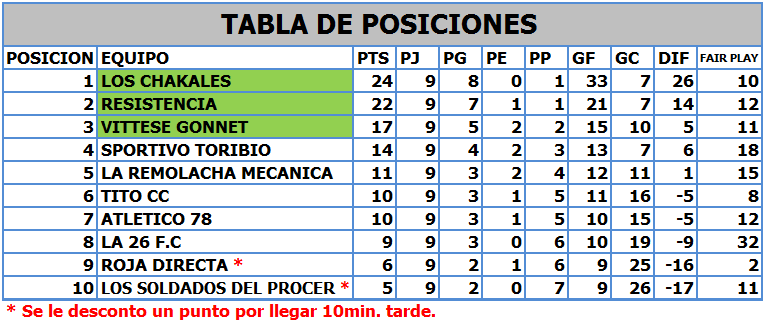 TABLA DE POSICIONES
POSICION EQUIPO PTS PJ PG PE PP GF GC DIF FAIR PLAY
1 LOS CHAKALES 24 9 8 0 1 33 7 26 10
2 RESISTENCIA 22 9 7 1 1 21 7 14 12
3 VITTESE GONNET 17 9 5 2 2 15 10 5 11
4 SPORTIVO TORIBIO 14 9 4 2 3 13 7 6 18
5 LA REMOLACHA MECANICA 11 9 3 2 4 12 11 1 15
6 TITO CC 10 9 3 1 5 11 16 -5 8
7 ATLETICO 78 10 9 3 1 5 10 15 -5 12
8 LA 26 F.C 9 9 3 0 6 10 19 -9 32
9 ROJA DIRECTA * 6 9 2 1 6 9 25 -16 2
10 LOS SOLDADOS DEL PROCER * 5 9 2 0 7 9 26 -17 11
* Se le desconto un punto por llegar 10min. tarde.